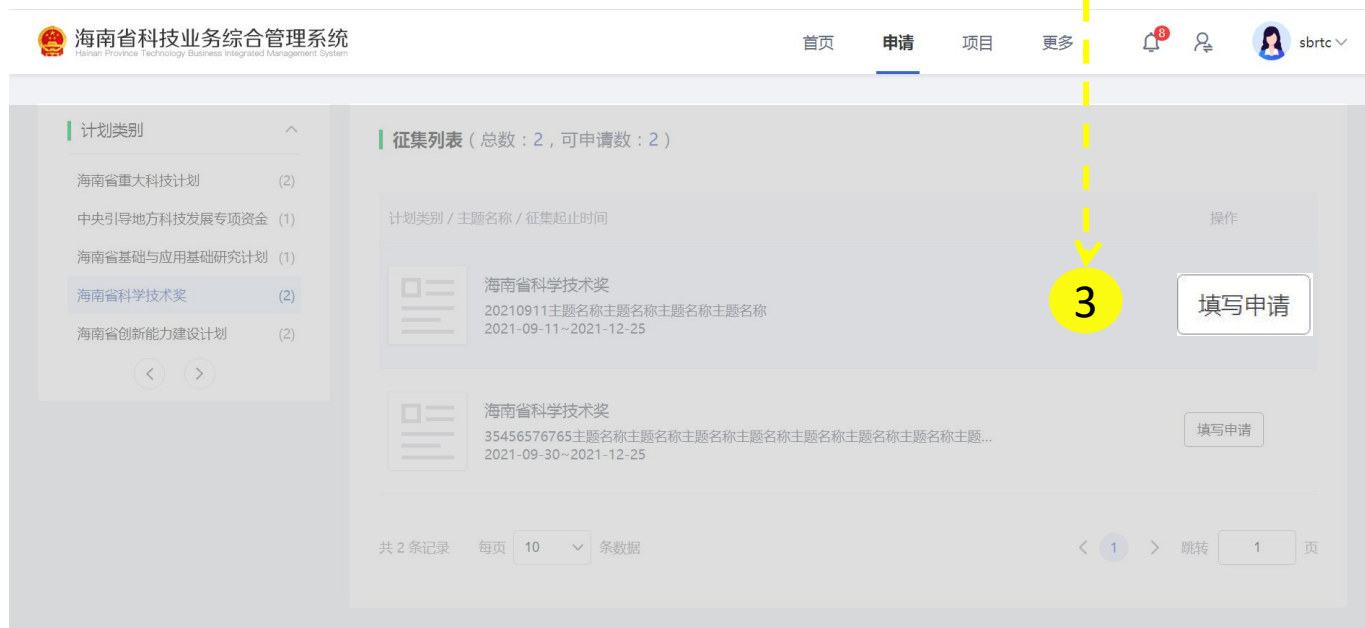 海南省科技业务综合管理系统
Hainan Province Technology Business Integrated Management System
首页 申请 项目 更多 8 sbrtc
计划类别
海南省重大科技计划 (2)
中央引导地方科技发展专项资金 (1)
海南省基础与应用基础研究计划 (1)
海南省科学技术奖 (2)
海南省创新能力建设计划 (2)
征集列表 ( 总数：2 , 可申请数：2 )
计划类别 / 主题名称 / 征集起止时间 操作
海南省科学技术奖
20210911主题名称主题名称主题名称主题名称
2021-09-11~2021-12-25
3 填写申请
海南省科学技术奖
35456576765主题名称主题名称主题名称主题名称主题名称主题名称主题...
2021-09-30~2021-12-25
填写申请
共 2 条记录 每页 10 条数据 < 1 > 跳转 1 页